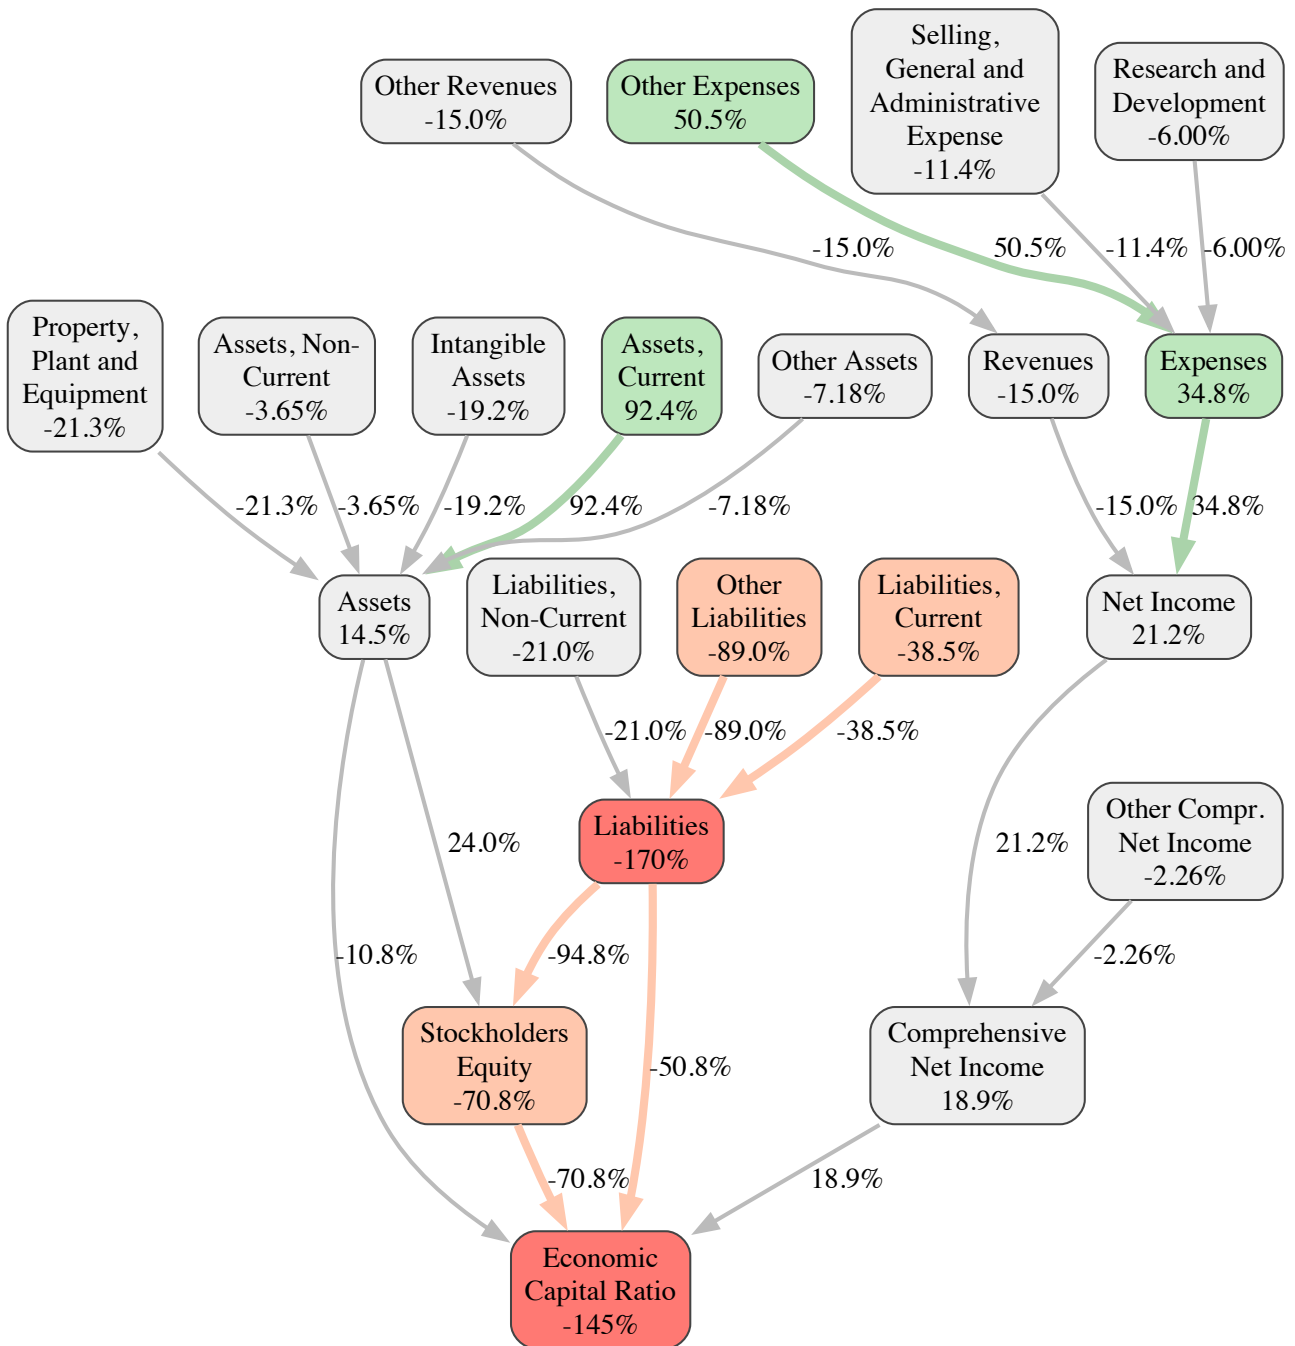 Other Revenues
-15.0%
Other Expenses
50.5%
Selling,
General and
Administrative
Expense
-11.4%
Research and
Development
-6.00%
-15.0%
50.5%
-11.4%
-6.00%
Property,
Plant and
Equipment
-21.3%
Assets, Non-
Current
-3.65%
Intangible
Assets
-19.2%
Assets,
Current
92.4%
Other Assets
-7.18%
Revenues
-15.0%
Expenses
34.8%
-21.3%
-3.65%
-19.2%
92.4%
-7.18%
-15.0%
34.8%
Assets
14.5%
Liabilities,
Non-Current
-21.0%
Other
Liabilities
-89.0%
Liabilities,
Current
-38.5%
Net Income
21.2%
-21.0%
-89.0%
-38.5%
Liabilities
-170%
24.0%
21.2%
Other Compr.
Net Income
-2.26%
-10.8%
-94.8%
-2.26%
Stockholders
Equity
-70.8%
-50.8%
Comprehensive
Net Income
18.9%
-70.8%
18.9%
Economic
Capital Ratio
-145%